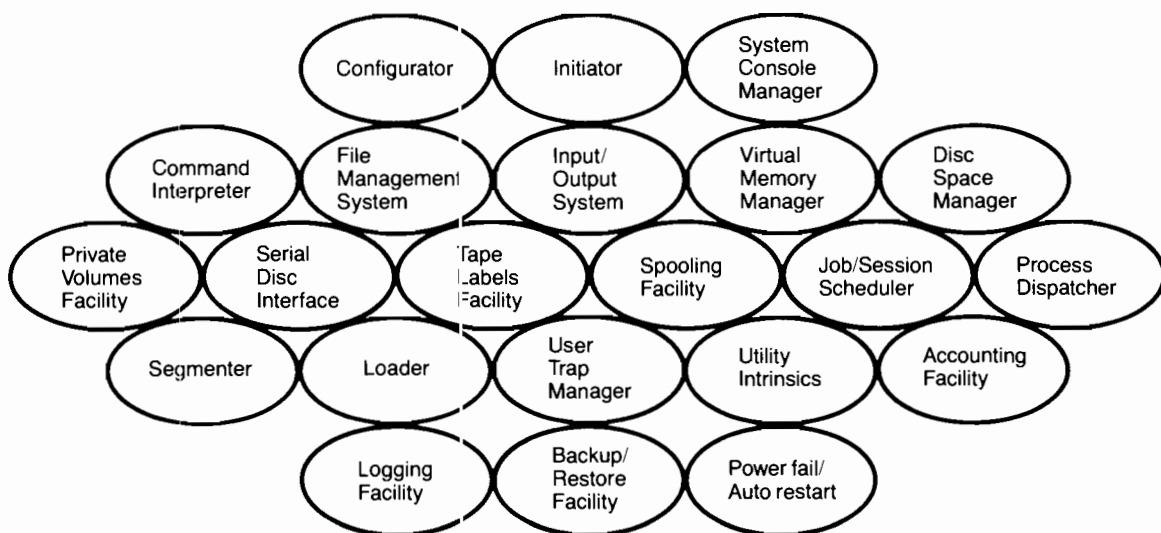 Configurator
Initiator
System
Console
Manager
Command
Interpreter
File
Management
System
Input/
Output
System
Virtual
Memory
Manager
Disc
Space
Manager
Private
Volumes
Facility
Serial
Disc
Interface
Tape
Labels
Facility
Spooling
Facility
Job/Session
Scheduler
Process
Dispatcher
Segmenter
Loader
User
Trap
Manager
Utility
Intrinsics
Accounting
Facility
Logging
Facility
Backup/
Restore
Facility
Power fail/
Auto restart